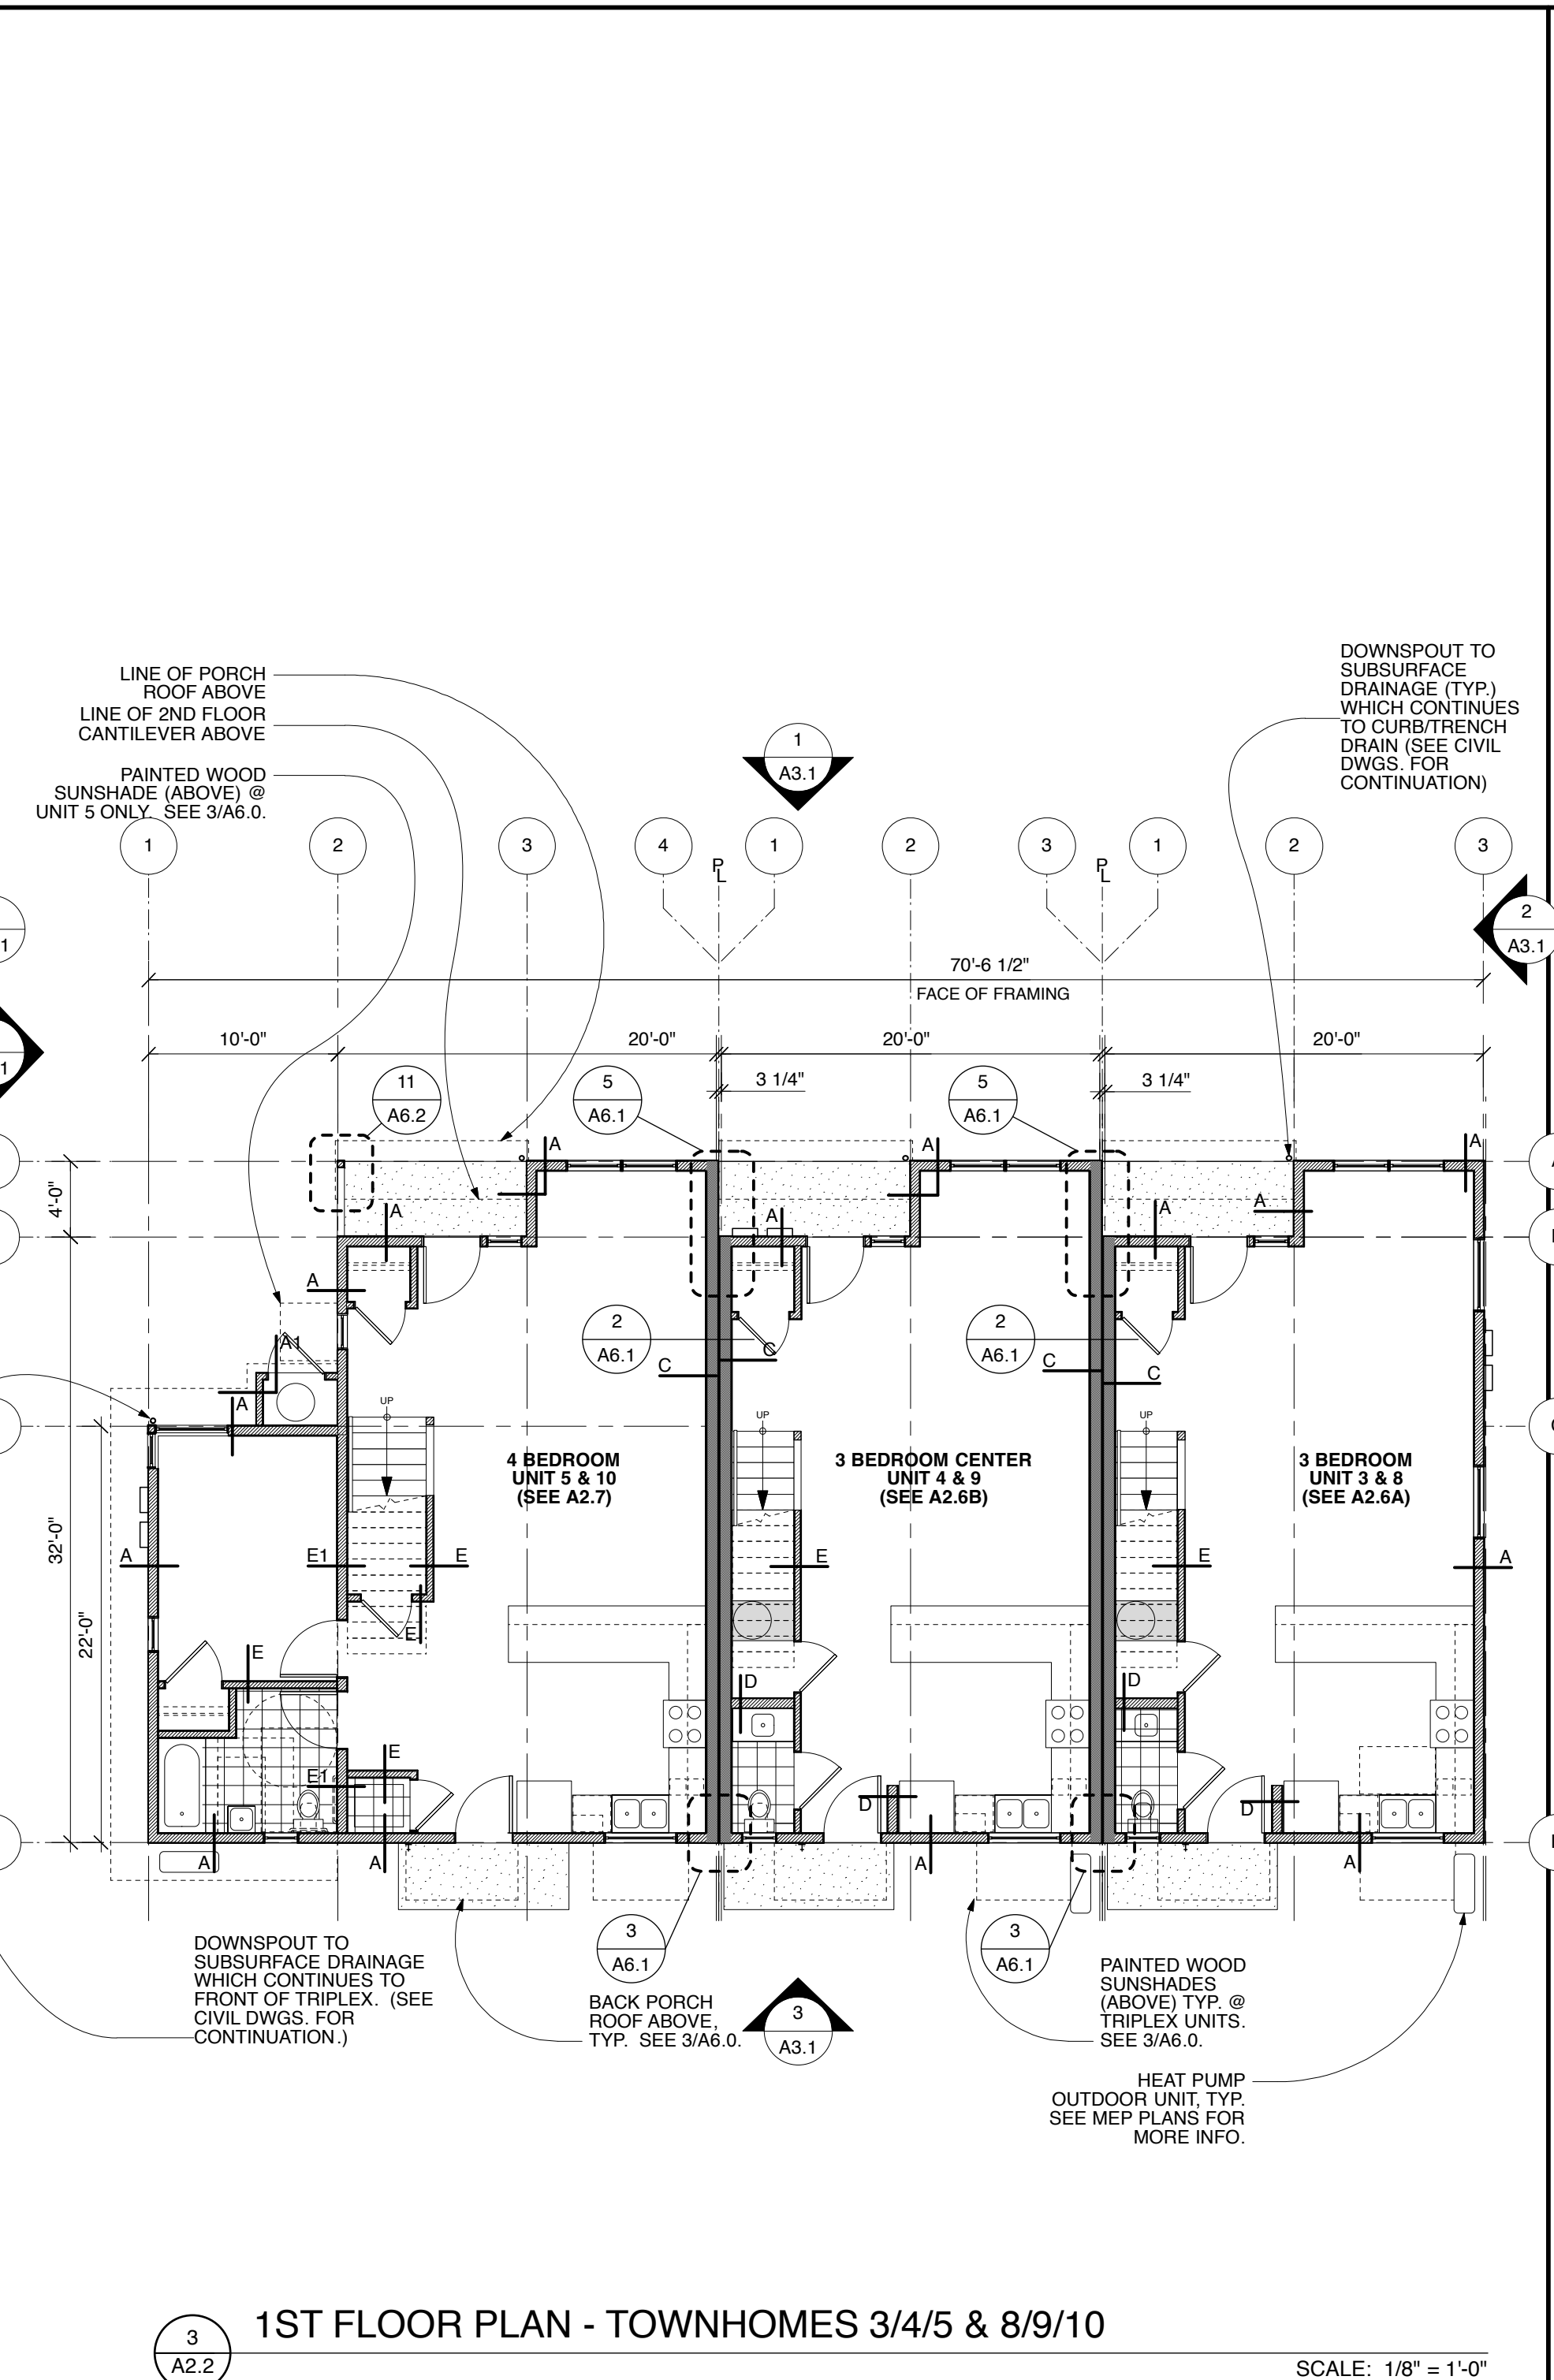 LINE OF PORCH
ROOF ABOVE
LINE OF 2ND FLOOR
CANTILEVER ABOVE
PAINTED WOOD
SUNSHADE (ABOVE) @
UNIT 5 ONLY. SEE 3/A6.0.
DOWNSPOUT TO
SUBSURFACE
DRAINAGE (TYP.)
WHICH CONTINUES
TO CURB/TRENCH
DRAIN (SEE CIVIL
DWGS. FOR
CONTINUATION)
1
A3.1
1
2
3
4
1
2
3
1
2
3
PL
PL
1
2
A3.1
70'-6 1/2"
FACE OF FRAMING
10'-0"
20'-0"
20'-0"
20'-0"
1
3 1/4"
3 1/4"
11
A6.2
5
A6.1
5
A6.1
A
A
A
A
A
A
A
A
4'-0"
A
A1
A
2
A6.1
2
A6.1
C
C
C
C
UP
UP
UP
4 BEDROOM
UNIT 5 & 10
(SEE A2.7)
3 BEDROOM CENTER
UNIT 4 & 9
(SEE A2.6B)
3 BEDROOM
UNIT 3 & 8
(SEE A2.6A)
32'-0"
22'-0"
A
E1
E
E
E
A
E
E
D
D
E
E1
D
D
A
A
A
A
3
A6.1
3
A6.1
DOWNSPOUT TO
SUBSURFACE DRAINAGE
WHICH CONTINUES TO
FRONT OF TRIPLEX. (SEE
CIVIL DWGS. FOR
CONTINUATION.)
BACK PORCH
ROOF ABOVE,
TYP. SEE 3/A6.0.
3
A3.1
PAINTED WOOD
SUNSHADES
(ABOVE) TYP. @
TRIPLEX UNITS.
SEE 3/A6.0.
HEAT PUMP
OUTDOOR UNIT, TYP.
SEE MEP PLANS FOR
MORE INFO.
3
A2.2
1ST FLOOR PLAN - TOWNHOMES 3/4/5 & 8/9/10
SCALE: 1/8" = 1'-0"